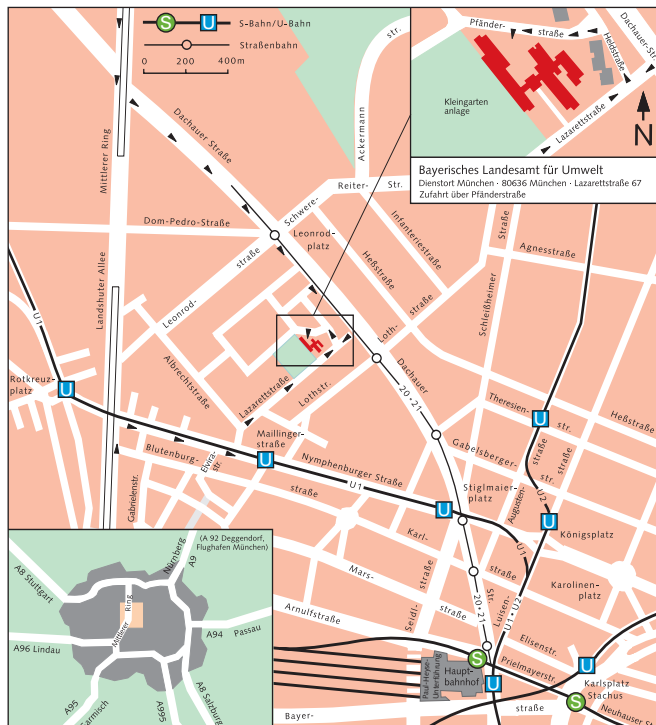 S-Bahn/U-Bahn
Straßenbahn
0 200 400m
Pfänder-
straße
Heldstraße
Dachauer-Str.
Kleingarten
anlage
Lazarettstraße
N
Bayerisches Landesamt für Umwelt
Dienstort München · 80636 München · Lazarettstraße 67
Zufahrt über Pfänderstraße
str.
Ackermann
Mittlerer Ring
Dachauer Straße
Reiter- Str.
Schwere-
Dom-Pedro-Straße
Leonrod
platz
Infanteriestraße
Heßstraße
Straße
Schleißheimer
Agnesstraße
Landshuter Allee
straße
Leonrod-
U1
straße
Loth-
Albrechtstraße
Dachauer
Rotkreuz-
platz
U
Lazarettstraße
Lothstr.
20·21
Theresien-
str.
U
Heßstraße
Maillinger-
straße
Gabelsberger-
str.
straße
Blutenburg-
straße
Elvira-
str.
U
Nymphenburger Straße
U1
Gabrielenstr.
Stiglmaier-
platz
U
Augusten-
U2
U
Königsplatz
Karl-
straße
U1
Mars-
straße
Karolinen-
platz
Arnulfstraße
Seidl-
straße
20·21
Str.
Luisen-
U1·U2
Elisenstr.
Prielmayerstr.
S
Haupt-
bahnhof
Paul-Heyse-
Unterführung
U
U
Karlsplatz
Stachus
S
Neuhauser St
Bayer-
straße
(A 92 Deggendorf,
Flughafen München)
Nürnberg
A9
A8 Stuttgart
Mittlerer
Ring
A94 Passau
A96 Lindau
A95
Garmisch
A995
A8 Salzburg